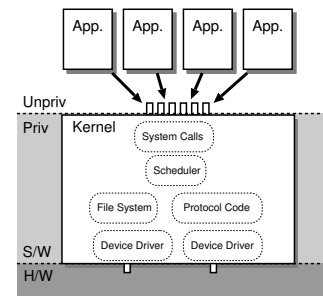 App. App. App. App.
Unpriv
Priv Kernel
System Calls
Scheduler
File System Protocol Code
Device Driver Device Driver
S/W
H/W